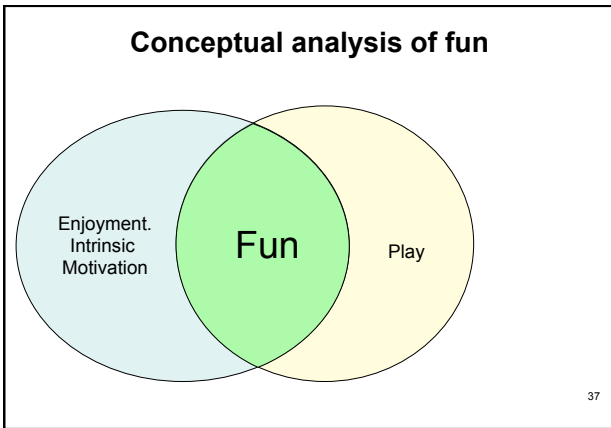 Conceptual analysis of fun
Enjoyment.
Intrinsic
Motivation
Fun
Play
37